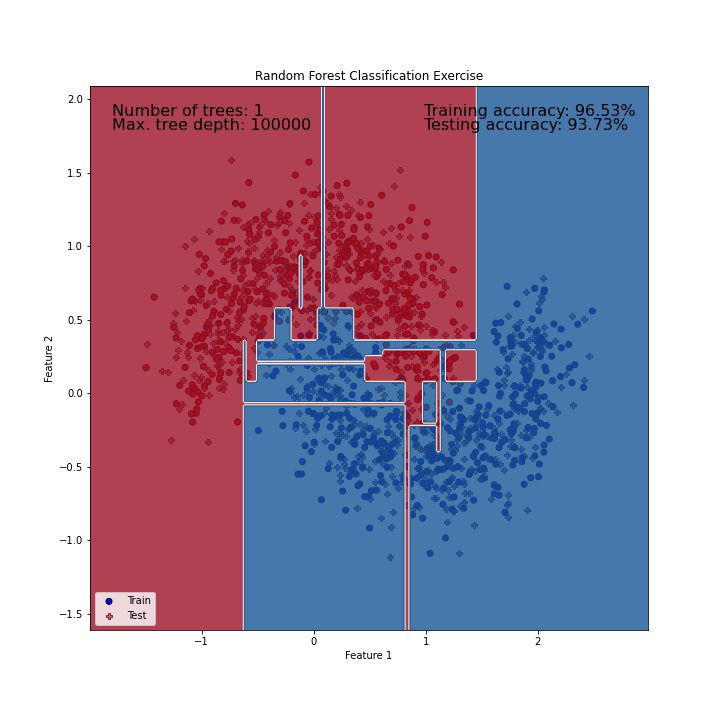 Random Forest Classification Exercise
Number of trees: 1
Max. tree depth: 100000
Training accuracy: 96.53%
Testing accuracy: 93.73%
2.0
1.5
1.0
0.5
0.0
−0.5
−1.0
−1.5
Feature 2
Train
Test
−1
0
1
2
Feature 1